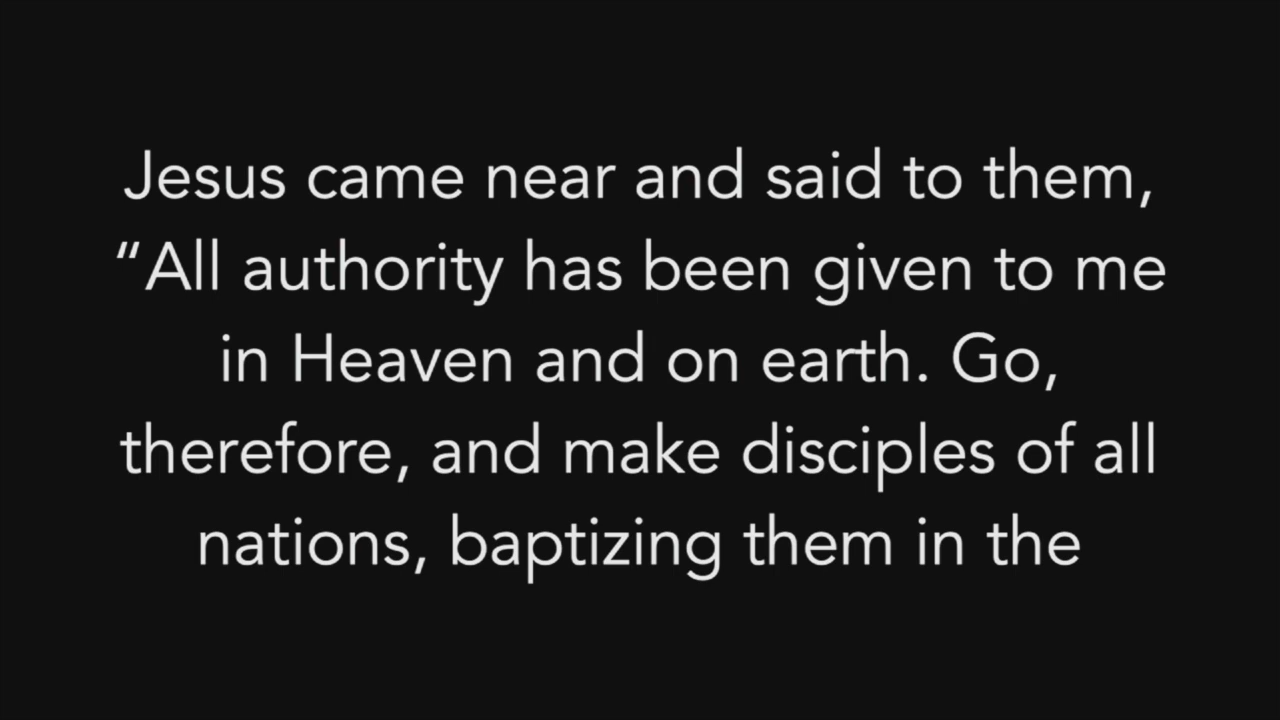 Jesus came near and said to them,
“All authority has been given to me
in Heaven and on earth. Go,
therefore, and make disciples of all
nations, baptizing them in the